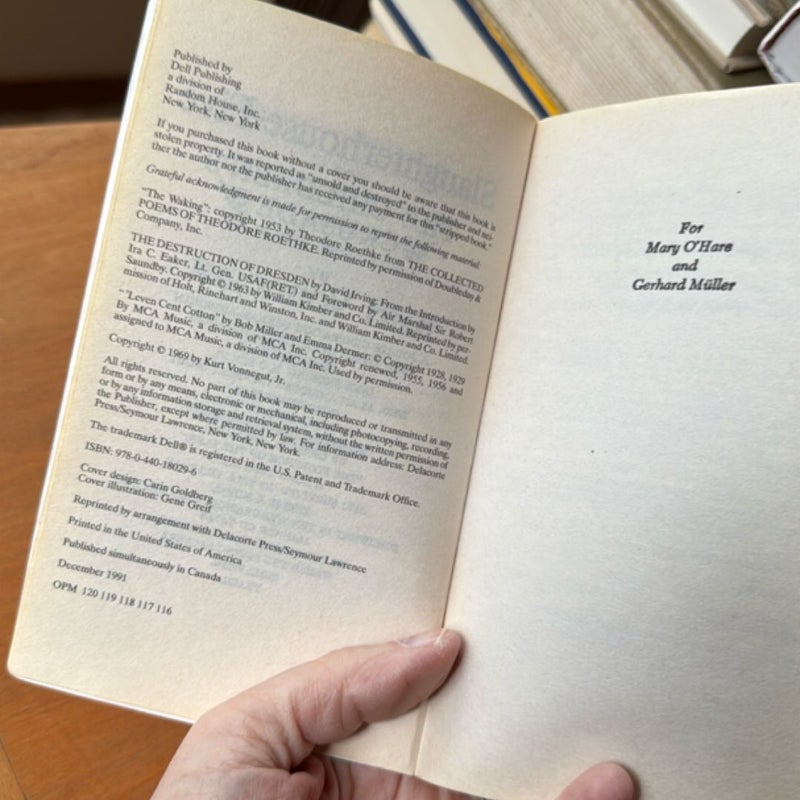 Published by
Dell Publishing
a division of
Random House, Inc.
New York, New York
If you purchased this book without a cover you should be aware that this book is
stolen property. It was reported as "unsold and destroyed" to the publisher and nei-
ther the author nor the publisher has received any payment for this "stripped book."
Grateful acknowledgment is made for permission to reprint the following material:
"The Waking": copyright 1953 by Theodore Roethke from THE COLLECTED
POEMS OF THEODORE ROETHKE. Reprinted by permission of Doubleday &
Company, Inc.
THE DESTRUCTION OF DRESDEN by David Irving: From the Introduction by
Ira C. Eaker, Lt. Gen. USAF(RET.) and Foreword by Air Marshal Sir Robert
Saundby. Copyright © 1963 by William Kimber and Co. Limited. Reprinted by per-
mission of Holt, Rinehart and Winston, Inc. and William Kimber and Co. Limited.
"'Leven Cent Cotton" by Bob Miller and Emma Dermer: © Copyright 1928, 1929
By MCA Music, a division of MCA Inc. Copyright renewed, 1955, 1956 and
assigned to MCA Music, a division of MCA Inc. Used by permission.
Copyright © 1969 by Kurt Vonnegut, Jr.
All rights reserved. No part of this book may be reproduced or transmitted in any
form or by any means, electronic or mechanical, including photocopying, recording,
or by any information storage and retrieval system, without the written permission of
the Publisher, except where permitted by law. For information address: Delacorte
Press/Seymour Lawrence, New York, New York.
The trademark Dell® is registered in the U.S. Patent and Trademark Office.
ISBN: 978-0-440-18029-6
Cover design: Carin Goldberg
Cover illustration: Gene Greif
Reprinted by arrangement with Delacorte Press/Seymour Lawrence
Printed in the United States of America
Published simultaneously in Canada
December 1991
OPM 120 119 118 117 116
For
Mary O'Hare
and
Gerhard Müller